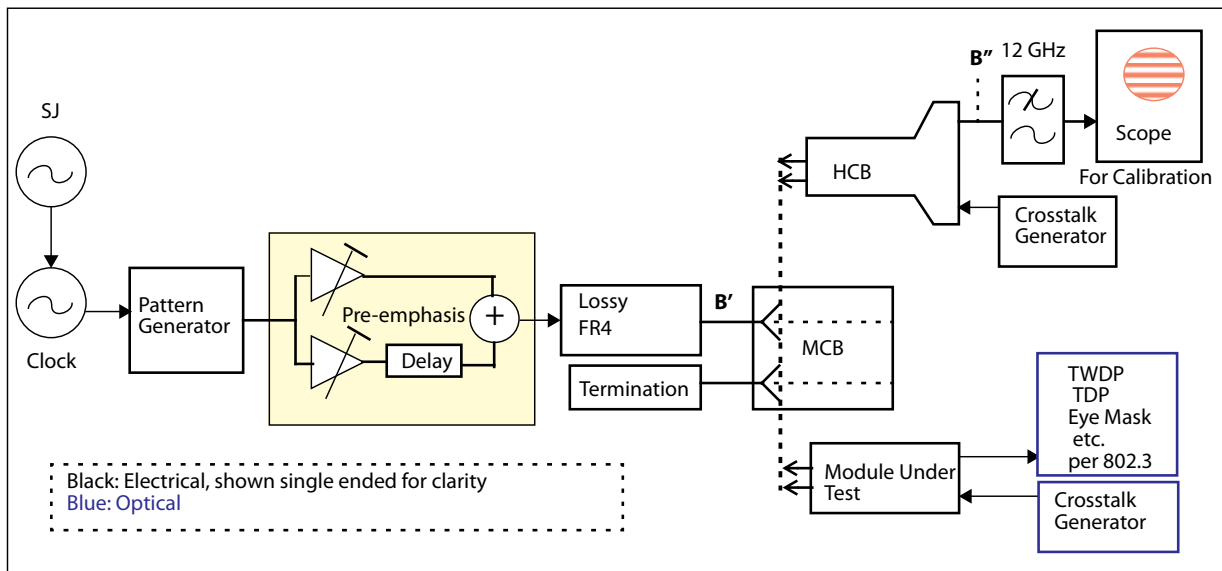 SJ
Clock
Pattern
Generator
Pre-emphasis
+
Delay
Lossy
FR4
B'
Termination
MCB
HCB
B"
12 GHz
Scope
For Calibration
Crosstalk
Generator
Module Under
Test
TWDP
TDP
Eye Mask
etc.
per 802.3
Crosstalk
Generator
Black: Electrical, shown single ended for clarity
Blue: Optical